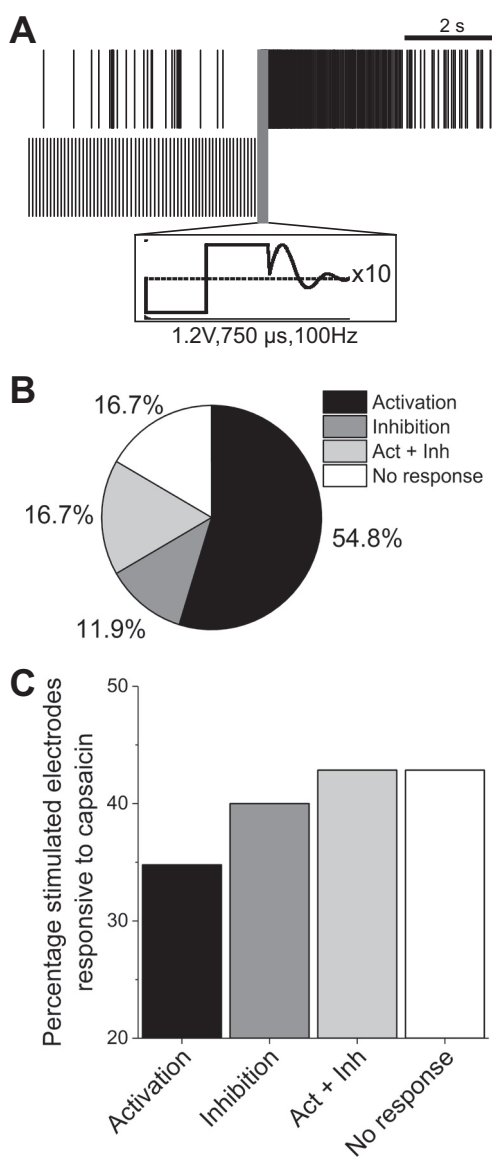 A
2 s
x10
1.2V,750 µs,100Hz
B
16.7%
Activation
Inhibition
Act + Inh
No response
16.7%
54.8%
11.9%
C
Percentage stimulated electrodes
responsive to capsaicin
50
40
30
20
Activation
Inhibition
Act + Inh
No response